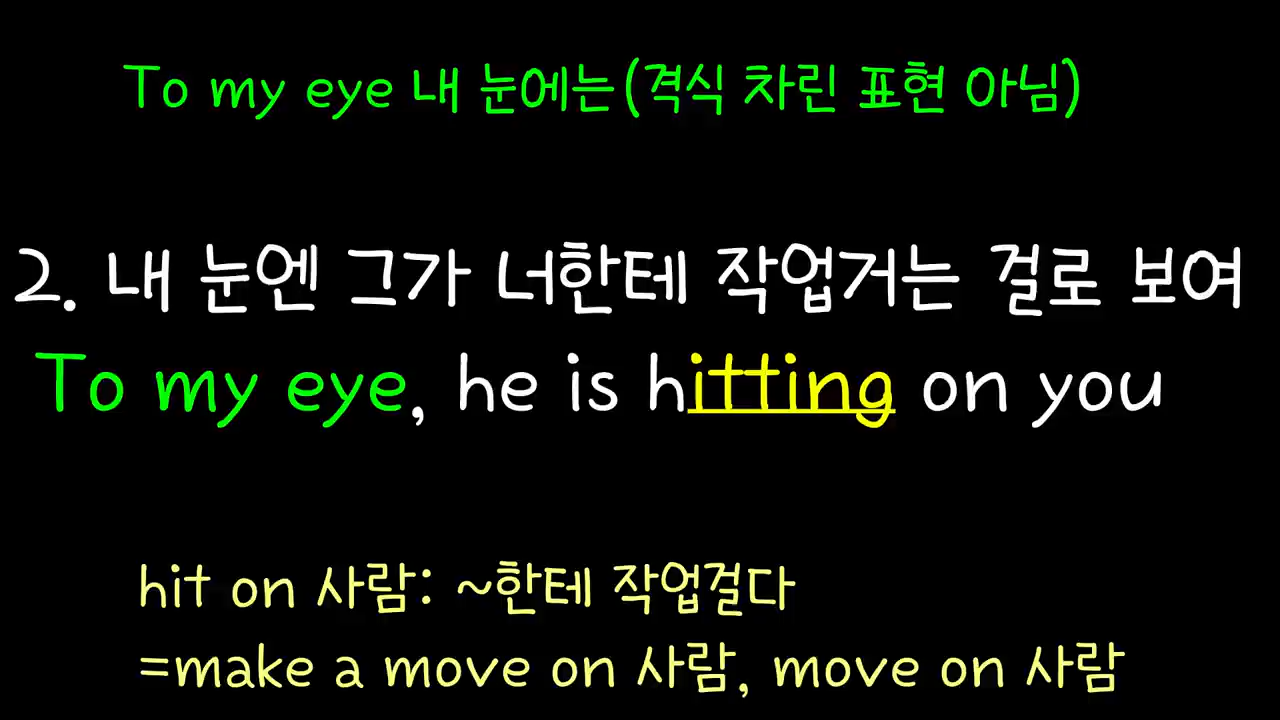 To my eye 내 눈에는(격식 차린 표현 아님)
2. 내 눈엔 그가 너한테 작업거는 걸로 보여
To my eye, he is hitting on you
hit on 사람: ~한테 작업걸다
=make a move on 사람, move on 사람